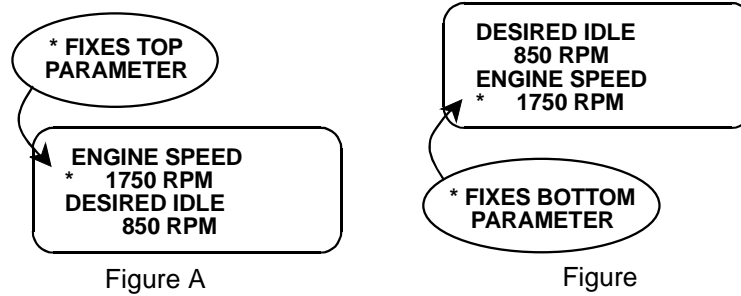 * FIXES TOP
PARAMETER
ENGINE SPEED
* 1750 RPM
DESIRED IDLE
850 RPM
Figure A
DESIRED IDLE
850 RPM
ENGINE SPEED
* 1750 RPM
* FIXES BOTTOM
PARAMETER
Figure